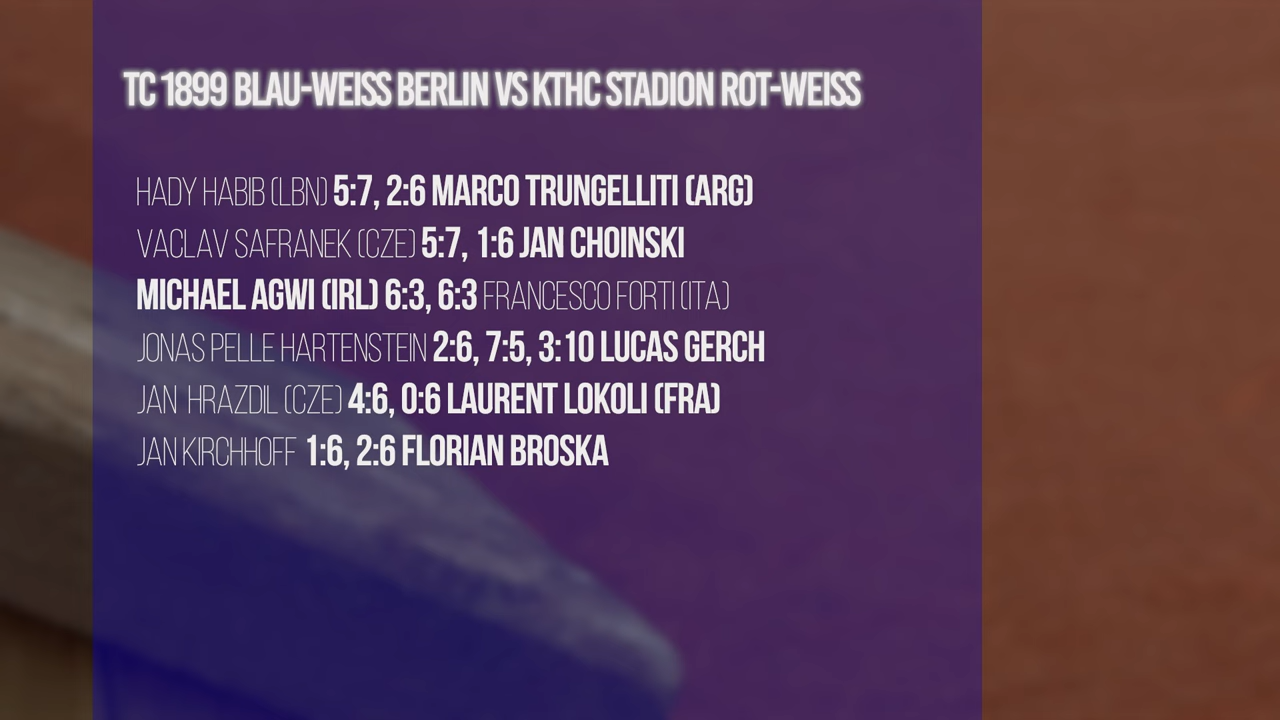 TC 1899 BLAU-WEISS BERLIN VS KTHC STADION ROT-WEISS
HADY HABIB (LBN) 5:7, 2:6 MARCO TRUNGELLITI (ARG)
VACLAV SAFRANEK (CZE) 5:7, 1:6 JAN CHOINSKI
MICHAEL AGWI (IRL) 6:3, 6:3 FRANCESCO FORTI (ITA)
JONAS PELLE HARTENSTEIN 2:6, 7:5, 3:10 LUCAS GERCH
JAN HRAZDIL (CZE) 4:6, 0:6 LAURENT LOKOLI (FRA)
JAN KIRCHHOFF 1:6, 2:6 FLORIAN BROSKA